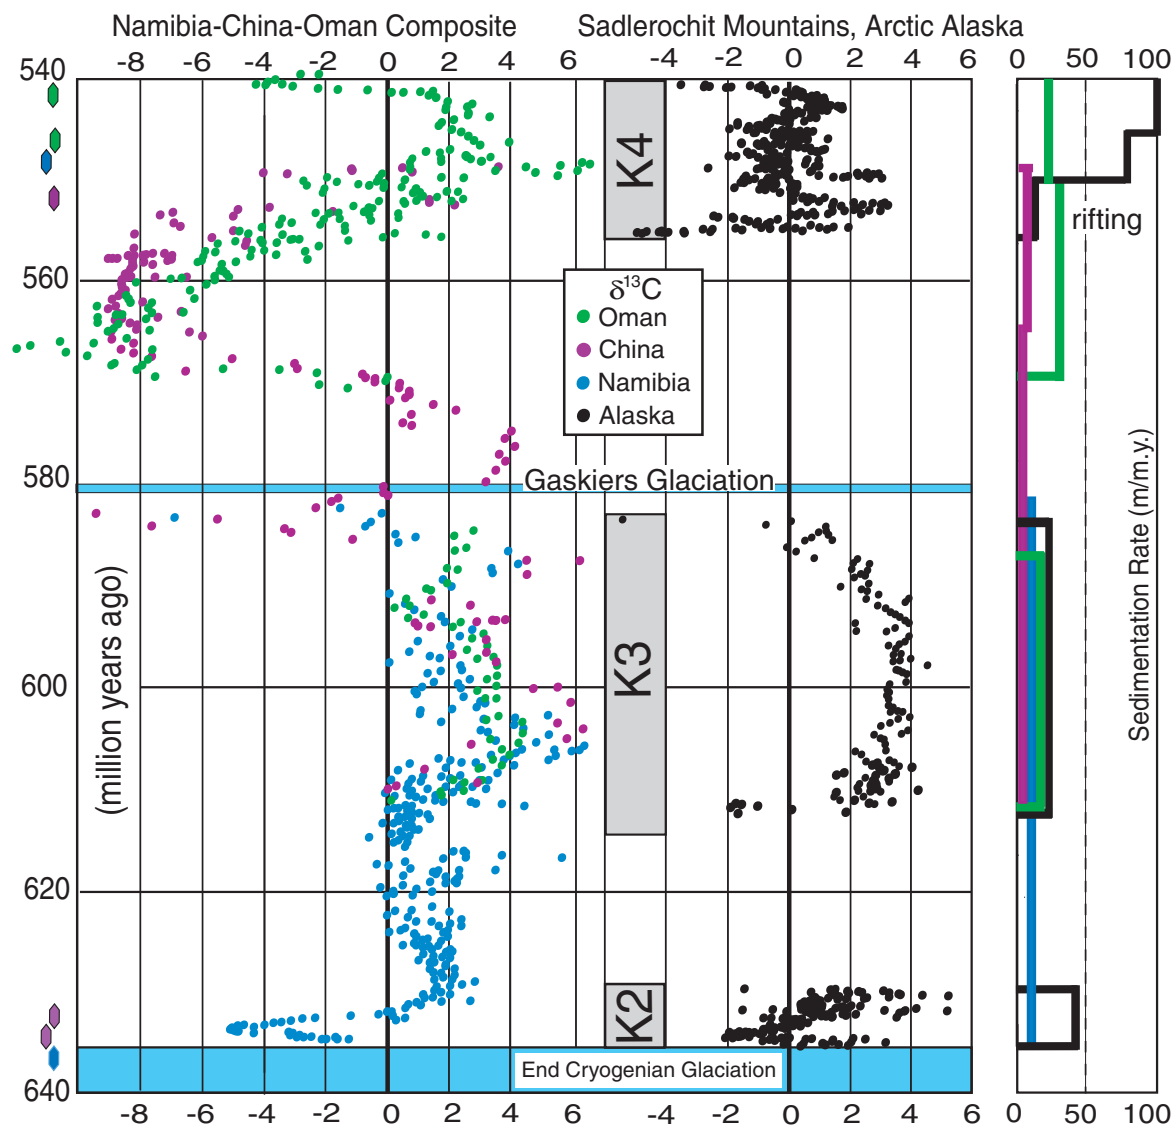 Namibia-China-Oman Composite
Sadlerochit Mountains, Arctic Alaska
-8 -6 -4 -2 0 2 4 6 -4 -2 0 2 4 6 0 50 100
540
K4
rifting
560
δ¹³C
Oman
China
Namibia
Alaska
580
Gaskiers Glaciation
(million years ago)
K3
Sedimentation Rate (m/m.y.)
600
620
K2
End Cryogenian Glaciation
640
-8 -6 -4 -2 0 2 4 6 -4 -2 0 2 4 6 0 50 100